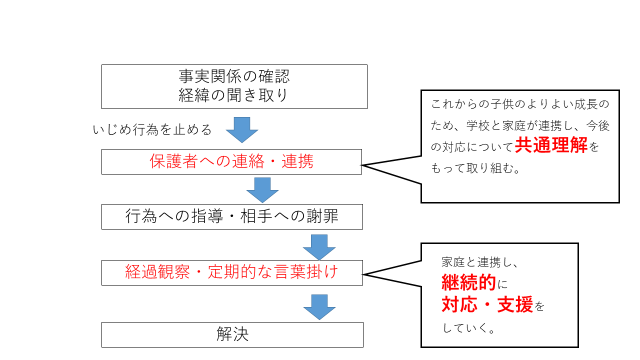 事実関係の確認
経緯の聞き取り
いじめ行為を止める
保護者への連絡・連携
これからの子供のよりよい成長の
ため、学校と家庭が連携し、今後
の対応について共通理解を
もって取り組む。
行為への指導・相手への謝罪
経過観察・定期的な言葉掛け
家庭と連携し、
継続的に
対応・支援を
していく。
解決